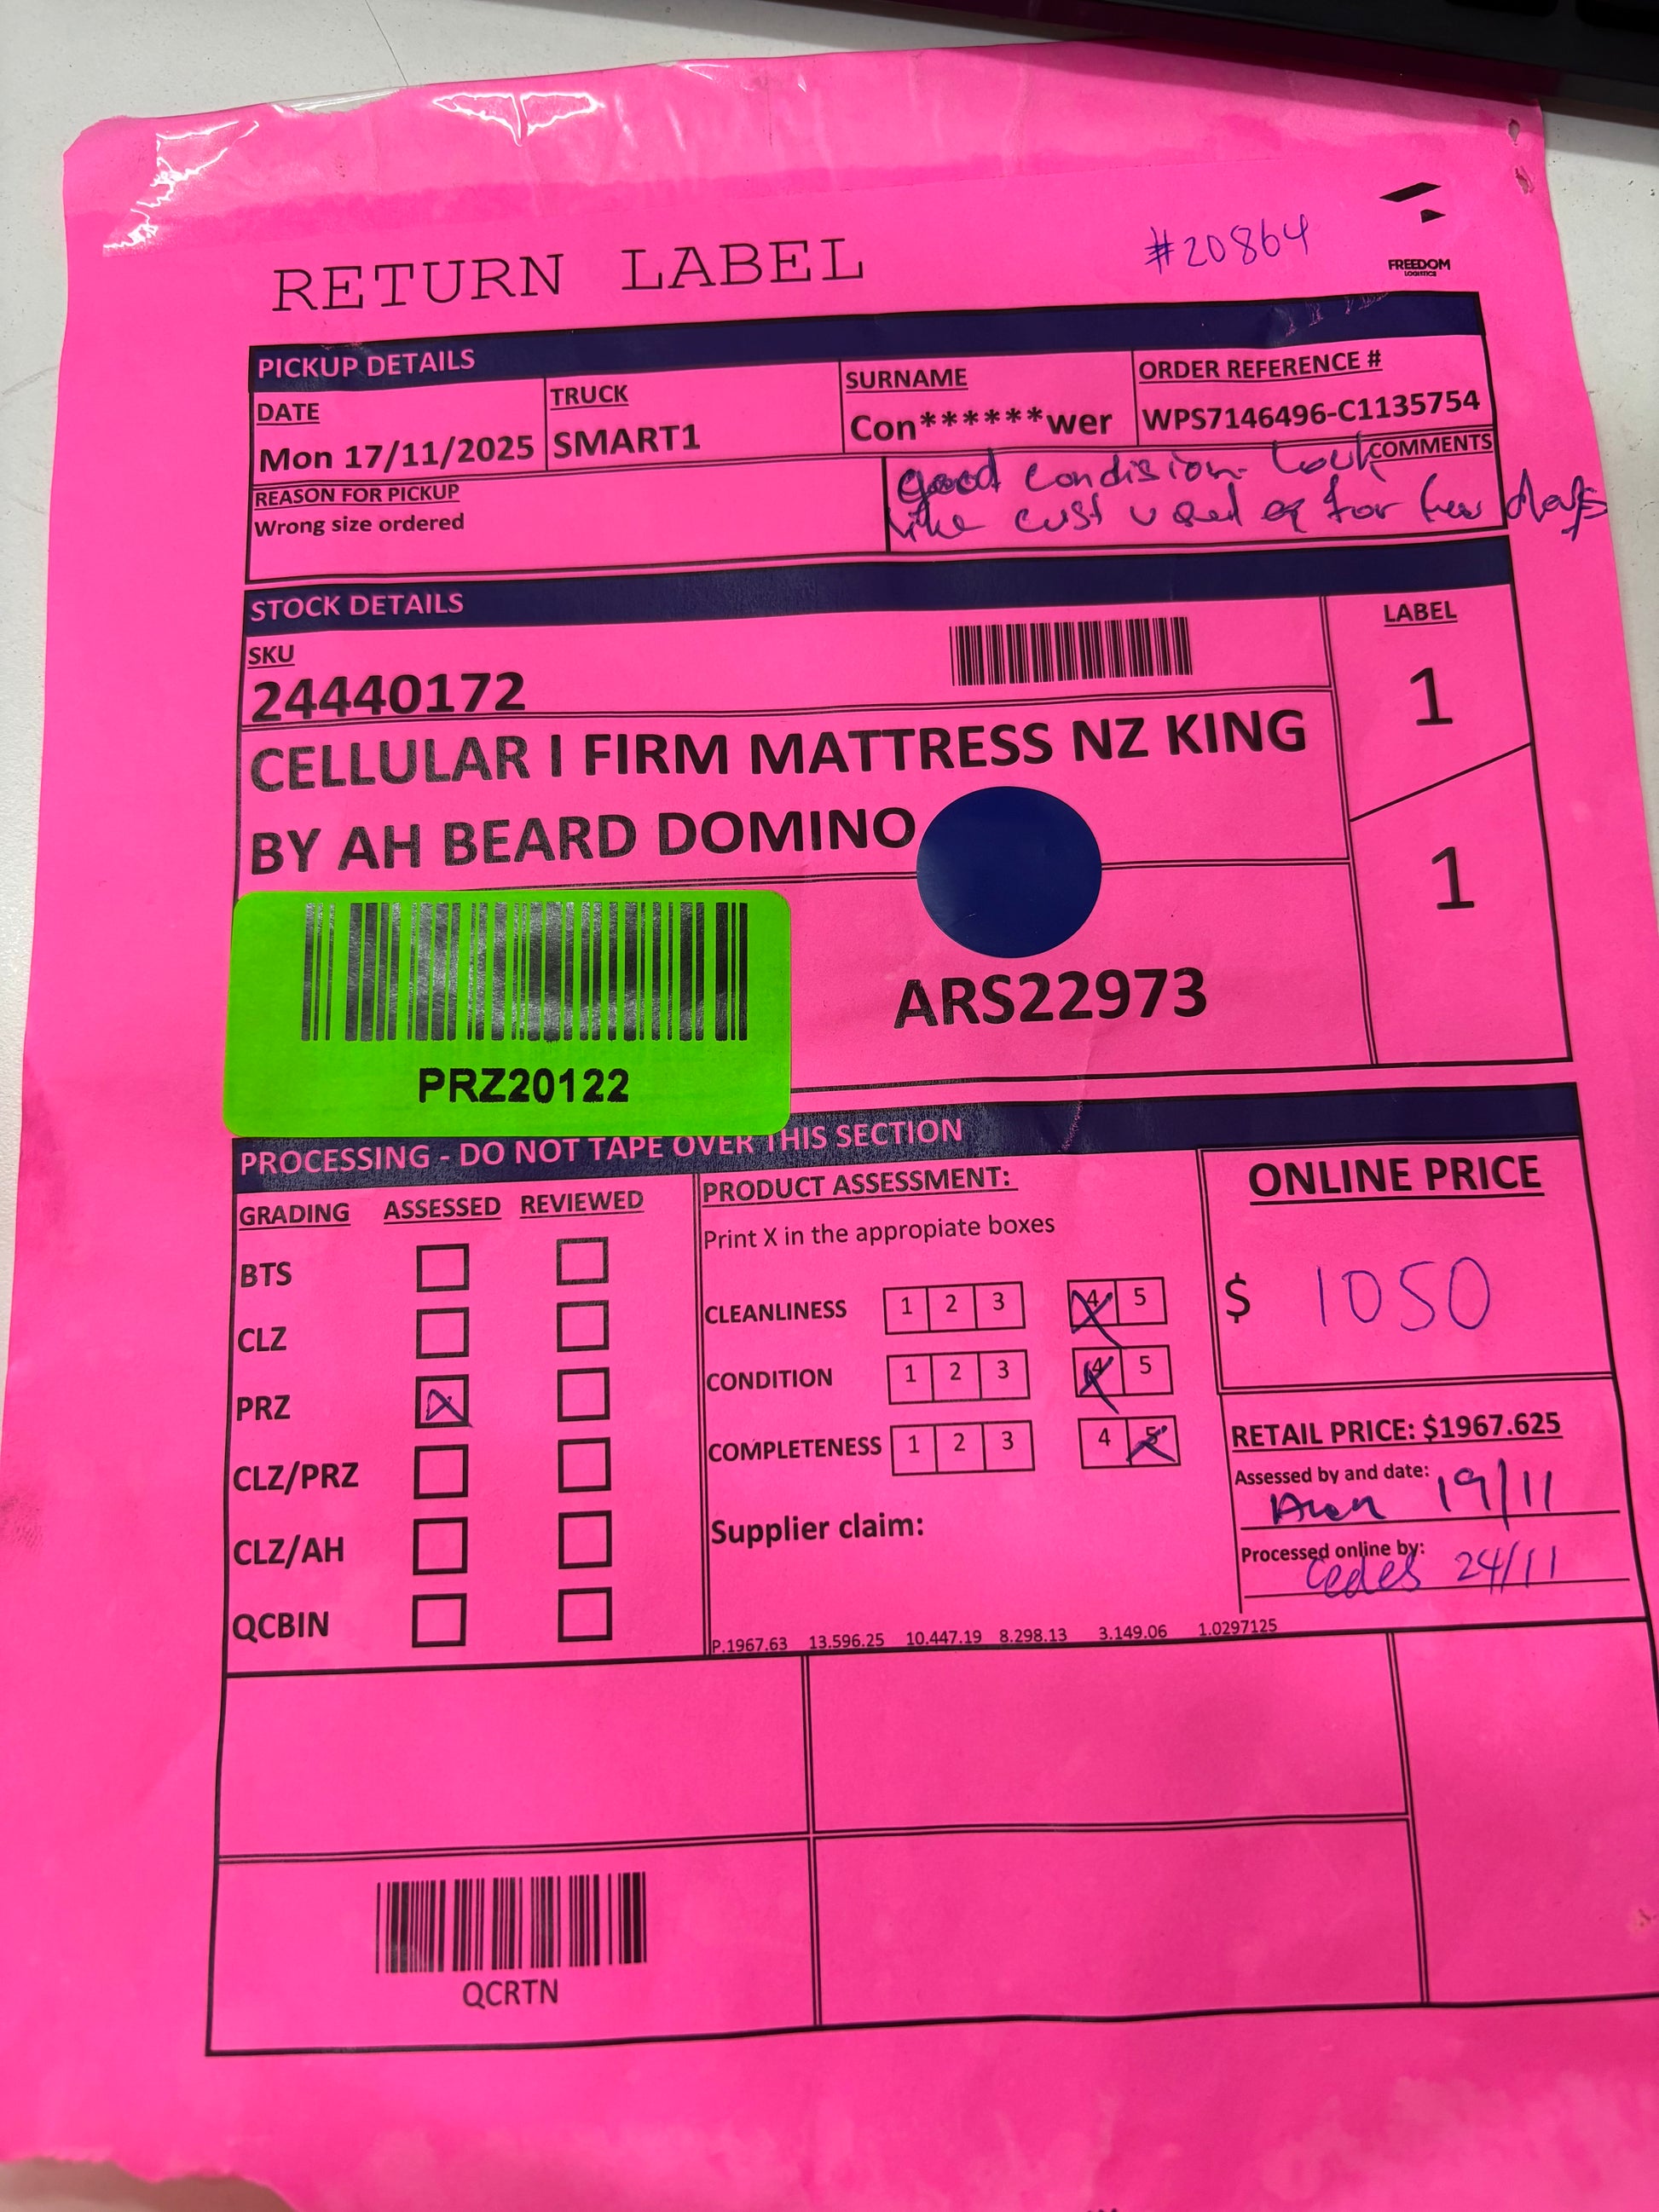 #20864
FREEDOM
LOGISTICS
RETURN LABEL
PICKUP DETAILS
DATE
Mon 17/11/2025
TRUCK
SMART1
SURNAME
Con******wer
ORDER REFERENCE #
WPS7146496-C1135754
REASON FOR PICKUP
Wrong size ordered
COMMENTS
good condision look
like cust used for few days
STOCK DETAILS
SKU
24440172
LABEL
1
1
CELLULAR I FIRM MATTRESS NZ KING
BY AH BEARD DOMINO
PRZ20122
ARS22973
PROCESSING - DO NOT TAPE OVER THIS SECTION
GRADING ASSESSED REVIEWED
BTS
CLZ
PRZ
CLZ/PRZ
CLZ/AH
QCBIN
PRODUCT ASSESSMENT:
Print X in the appropiate boxes
CLEANLINESS 1 2 3 4 5
CONDITION 1 2 3 4 5
COMPLETENESS 1 2 3 4 5
Supplier claim:
P.1967.63 13.596.25 10.447.19 8.298.13 3.149.06 1.0297125
ONLINE PRICE
$ 1050
RETAIL PRICE: $1967.625
Assessed by and date:
19/11
Processed online by:
Cedes 24/11
QCRTN